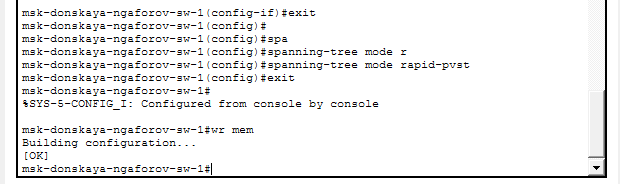 msk-donskaya-ngaforov-sw-1(config-if)#exit
msk-donskaya-ngaforov-sw-1(config)#
msk-donskaya-ngaforov-sw-1(config)#spa
msk-donskaya-ngaforov-sw-1(config)#spanning-tree mode r
msk-donskaya-ngaforov-sw-1(config)#spanning-tree mode rapid-pvst
msk-donskaya-ngaforov-sw-1(config)#exit
msk-donskaya-ngaforov-sw-1#
%SYS-5-CONFIG_I: Configured from console by console
msk-donskaya-ngaforov-sw-1#wr mem
Building configuration...
[OK]
msk-donskaya-ngaforov-sw-1#